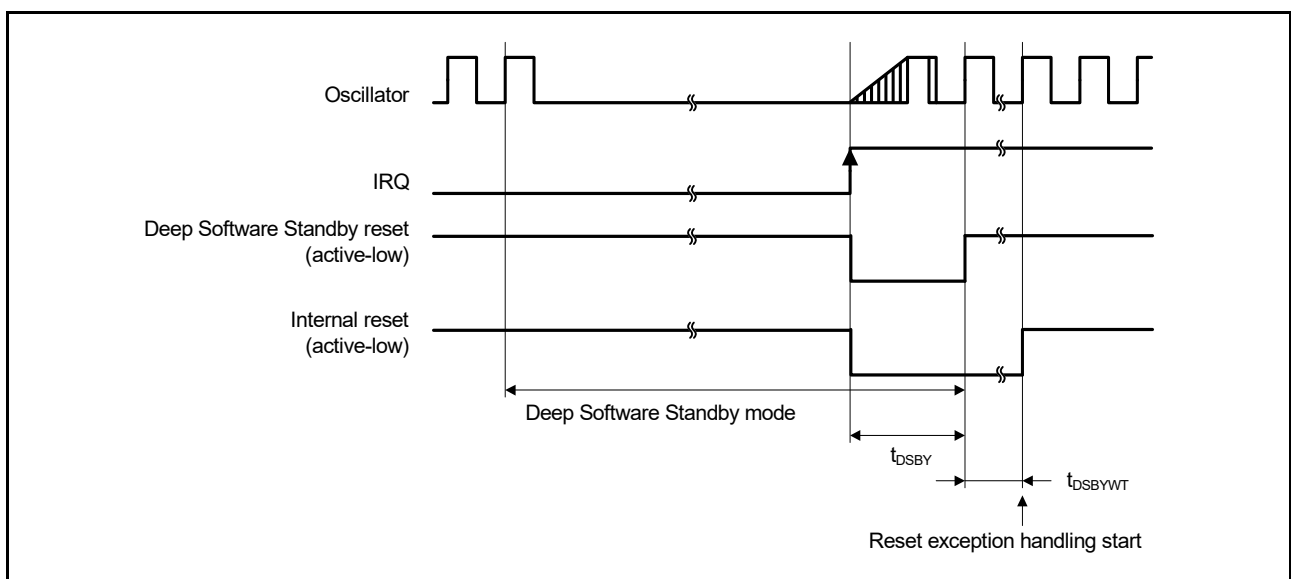 Oscillator
IRQ
Deep Software Standby reset
(active-low)
Internal reset
(active-low)
Deep Software Standby mode
tDSBY
tDSBYWT
Reset exception handling start